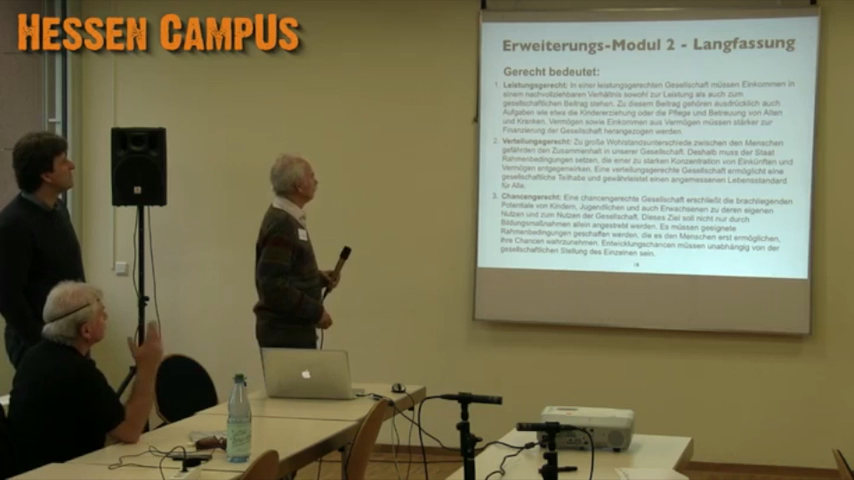 HESSEN CAMPUS
Erweiterungs-Modul 2 - Langfassung
Gerecht bedeutet:
1. Leistungsgerecht: In einer leistungsgerechten Gesellschaft müssen Einkommen in
einem nachvollziehbaren Verhältnis sowohl zur Leistung als auch zum
gesellschaftlichen Beitrag stehen. Zu diesem Beitrag gehören ausdrücklich auch
Aufgaben wie etwa die Kindererziehung oder die Pflege und Betreuung von Alten
und Kranken. Vermögen sowie Einkommen aus Vermögen müssen stärker zur
Finanzierung der Gesellschaft herangezogen werden.
2. Verteilungsgerecht: Zu große Wohlstandsunterschiede zwischen den Menschen
gefährden den Zusammenhalt in unserer Gesellschaft. Deshalb muss der Staat
Rahmenbedingungen setzen, die einer zu starken Konzentration von Einkünften und
Vermögen entgegenwirken. Eine verteilungsgerechte Gesellschaft ermöglicht eine
gesellschaftliche Teilhabe und gewährleistet einen angemessenen Lebensstandard
für Alle.
3. Chancengerecht: Eine chancengerechte Gesellschaft erschließt die brachliegenden
Potentiale von Kindern, Jugendlichen und auch Erwachsenen zu deren eigenen
Nutzen und zum Nutzen der Gesellschaft. Dieses Ziel soll nicht nur durch
Bildungsmaßnahmen allein angestrebt werden. Es müssen geeignete
Rahmenbedingungen geschaffen werden, die es den Menschen erst ermöglichen,
ihre Chancen wahrzunehmen. Entwicklungschancen müssen unabhängig von der
gesellschaftlichen Stellung des Einzelnen sein.